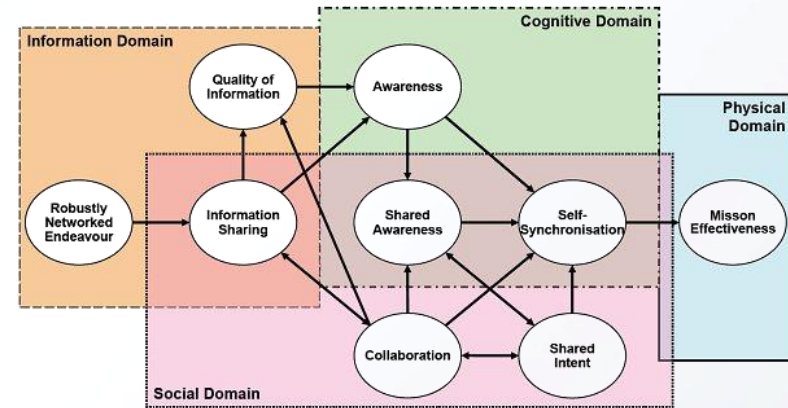 Information Domain
Cognitive Domain
Quality of
Information
Awareness
Physical
Domain
Robustly
Networked
Endeavour
Information
Sharing
Shared
Awareness
Self-
Synchronisation
Misson
Effectiveness
Collaboration
Shared
Intent
Social Domain